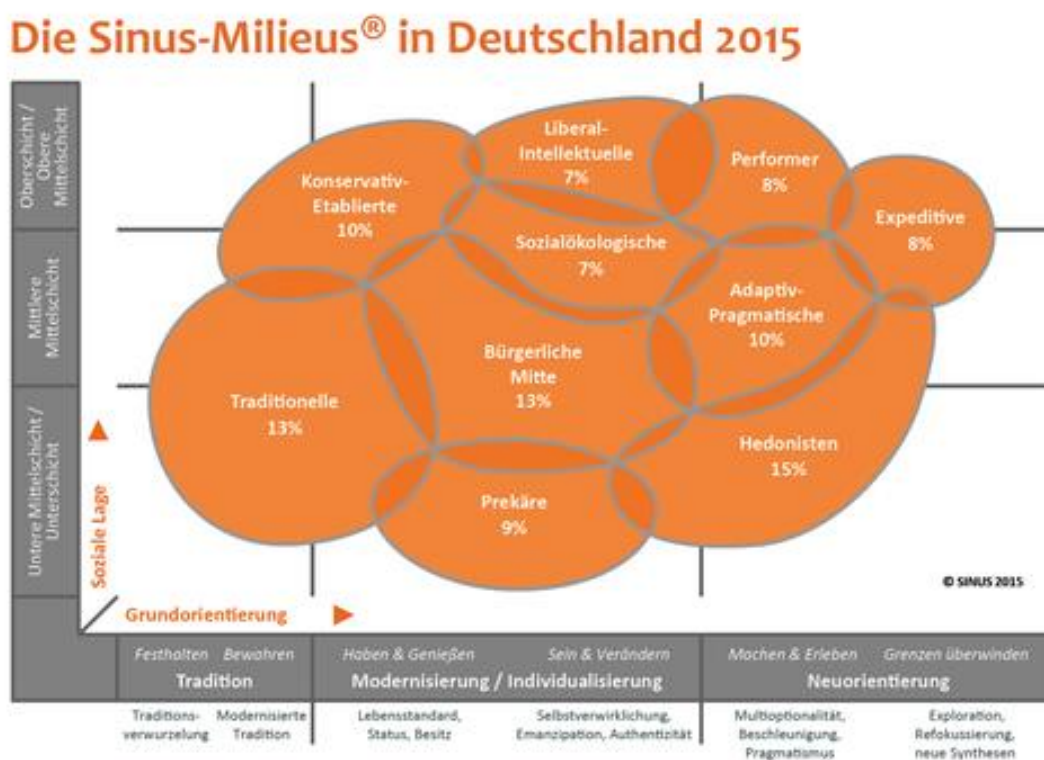 Die Sinus-Milieus® in Deutschland 2015
Oberschicht /
Obere
Mittelschicht
Mittlere
Mittelschicht
Untere Mittelschicht /
Unterschicht
Soziale Lage
Konservativ-
Etablierte
10%
Liberal-
Intellektuelle
7%
Performer
8%
Expeditive
8%
Sozialökologische
7%
Adaptiv-
Pragmatische
10%
Bürgerliche
Mitte
13%
Traditionelle
13%
Hedonisten
15%
Prekäre
9%
© SINUS 2015
Grundorientierung
Festhalten
Bewahren
Tradition
Haben & Genießen
Sein & Verändern
Modernisierung / Individualisierung
Machen & Erleben
Grenzen überwinden
Neuorientierung
Traditions-
verwurzelung
Modernisierte
Tradition
Lebensstandard,
Status, Besitz
Selbstverwirklichung,
Emanzipation, Authentizität
Multioptionalität,
Beschleunigung,
Pragmatismus
Exploration,
Refokussierung,
neue Synthesen